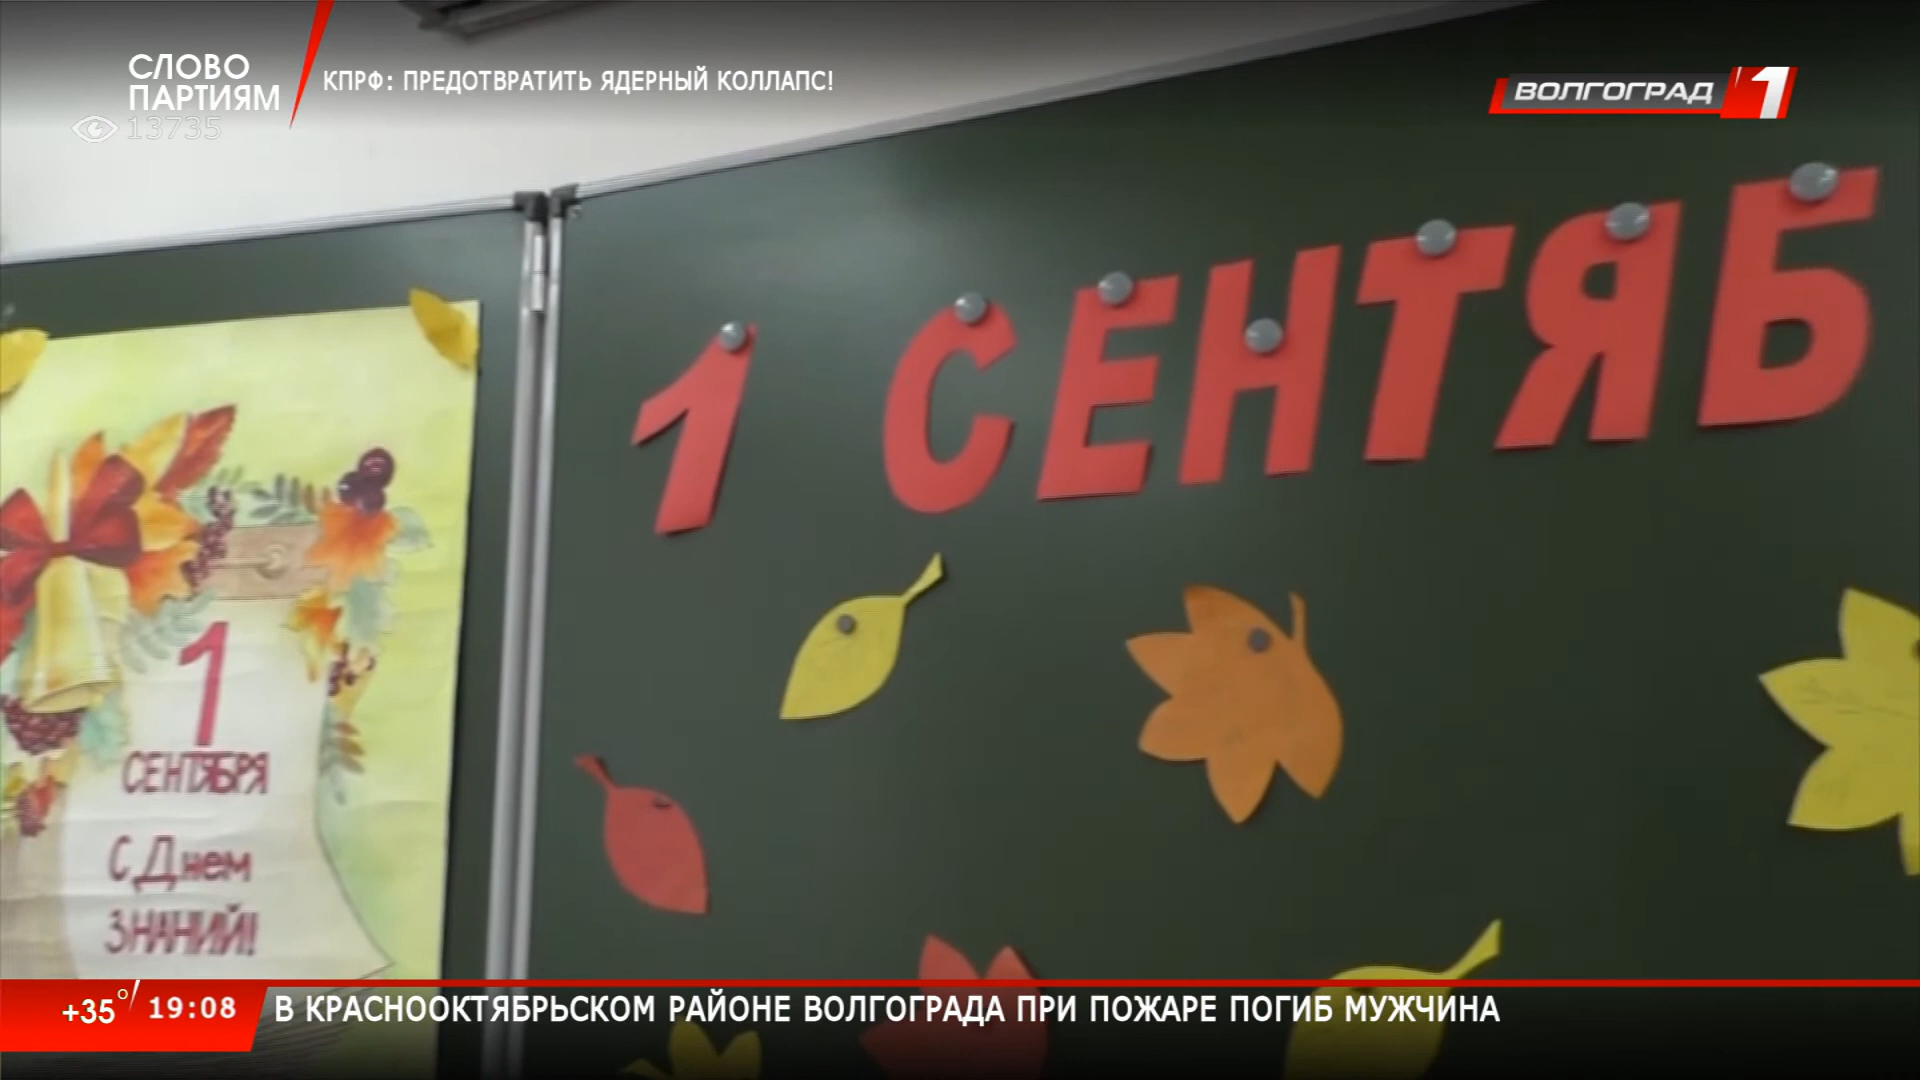 СЛОВО
ПАРТИЯМ
13735
КПРФ: ПРЕДОТВРАТИТЬ ЯДЕРНЫЙ КОЛЛАПС!
ВОЛГОГРАД 1
1 СЕНТЯБ
1
СЕНТЯБРЯ
С Днем
ЗНАНИЙ!
+35° 19:08
В КРАСНООКТЯБРЬСКОМ РАЙОНЕ ВОЛГОГРАДА ПРИ ПОЖАРЕ ПОГИБ МУЖЧИНА